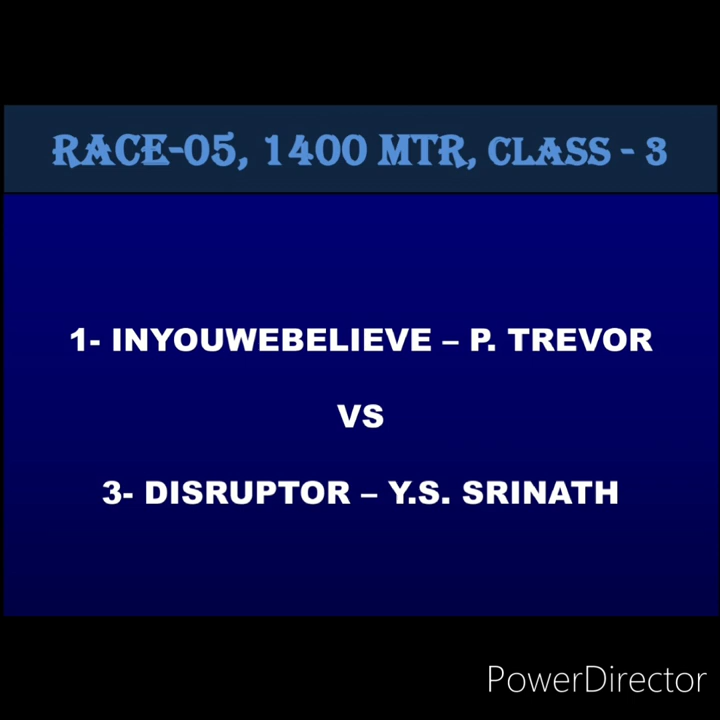 RACE-05, 1400 MTR, CLASS - 3
1- INYOUWEBELIEVE – P. TREVOR
VS
3- DISRUPTOR – Y.S. SRINATH
PowerDirector